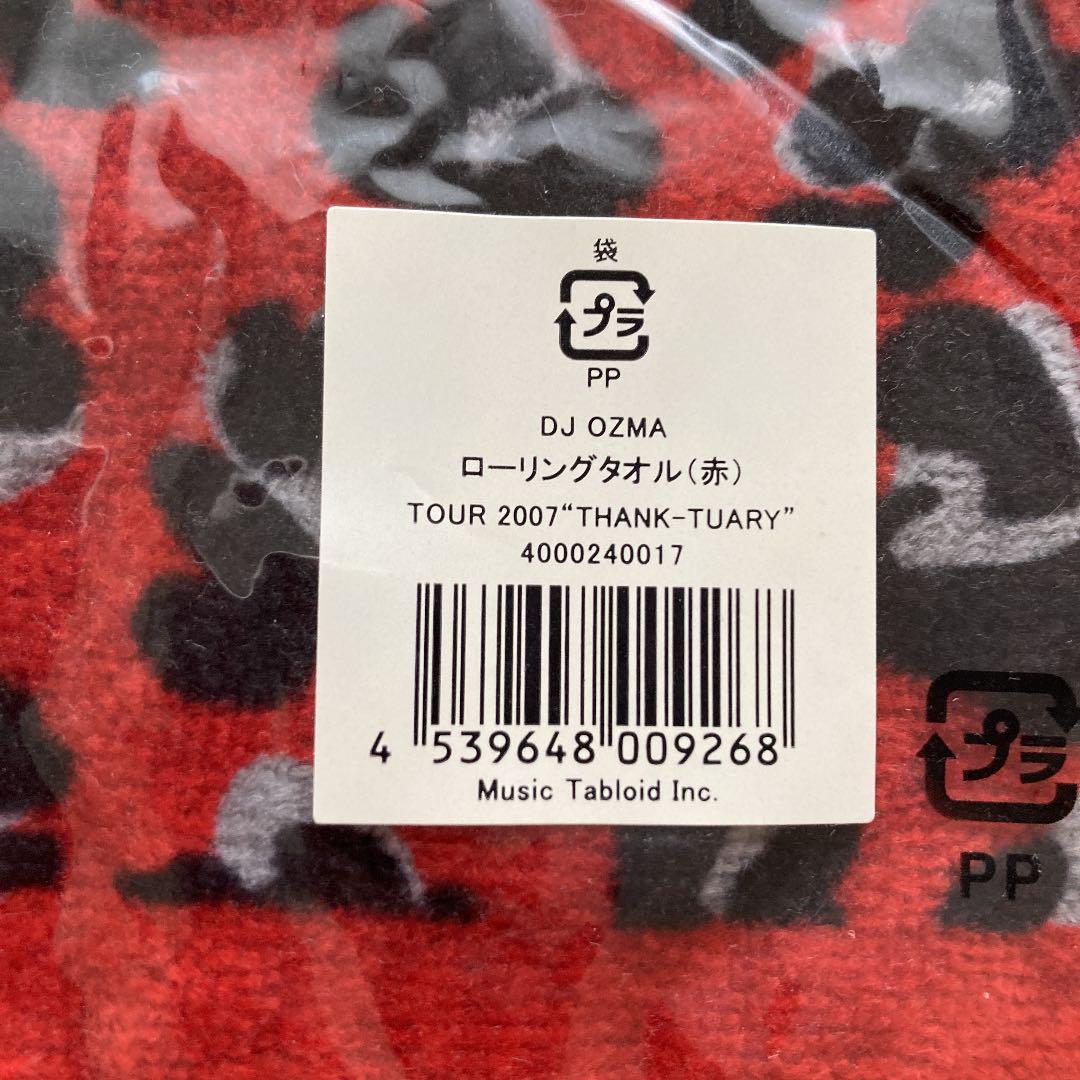 袋
プラ
PP
DJ OZMA
ローリングタオル(赤)
TOUR 2007“THANK-TUARY”
4000240017
4 539648 009268
Music Tabloid Inc.
プラ
PP